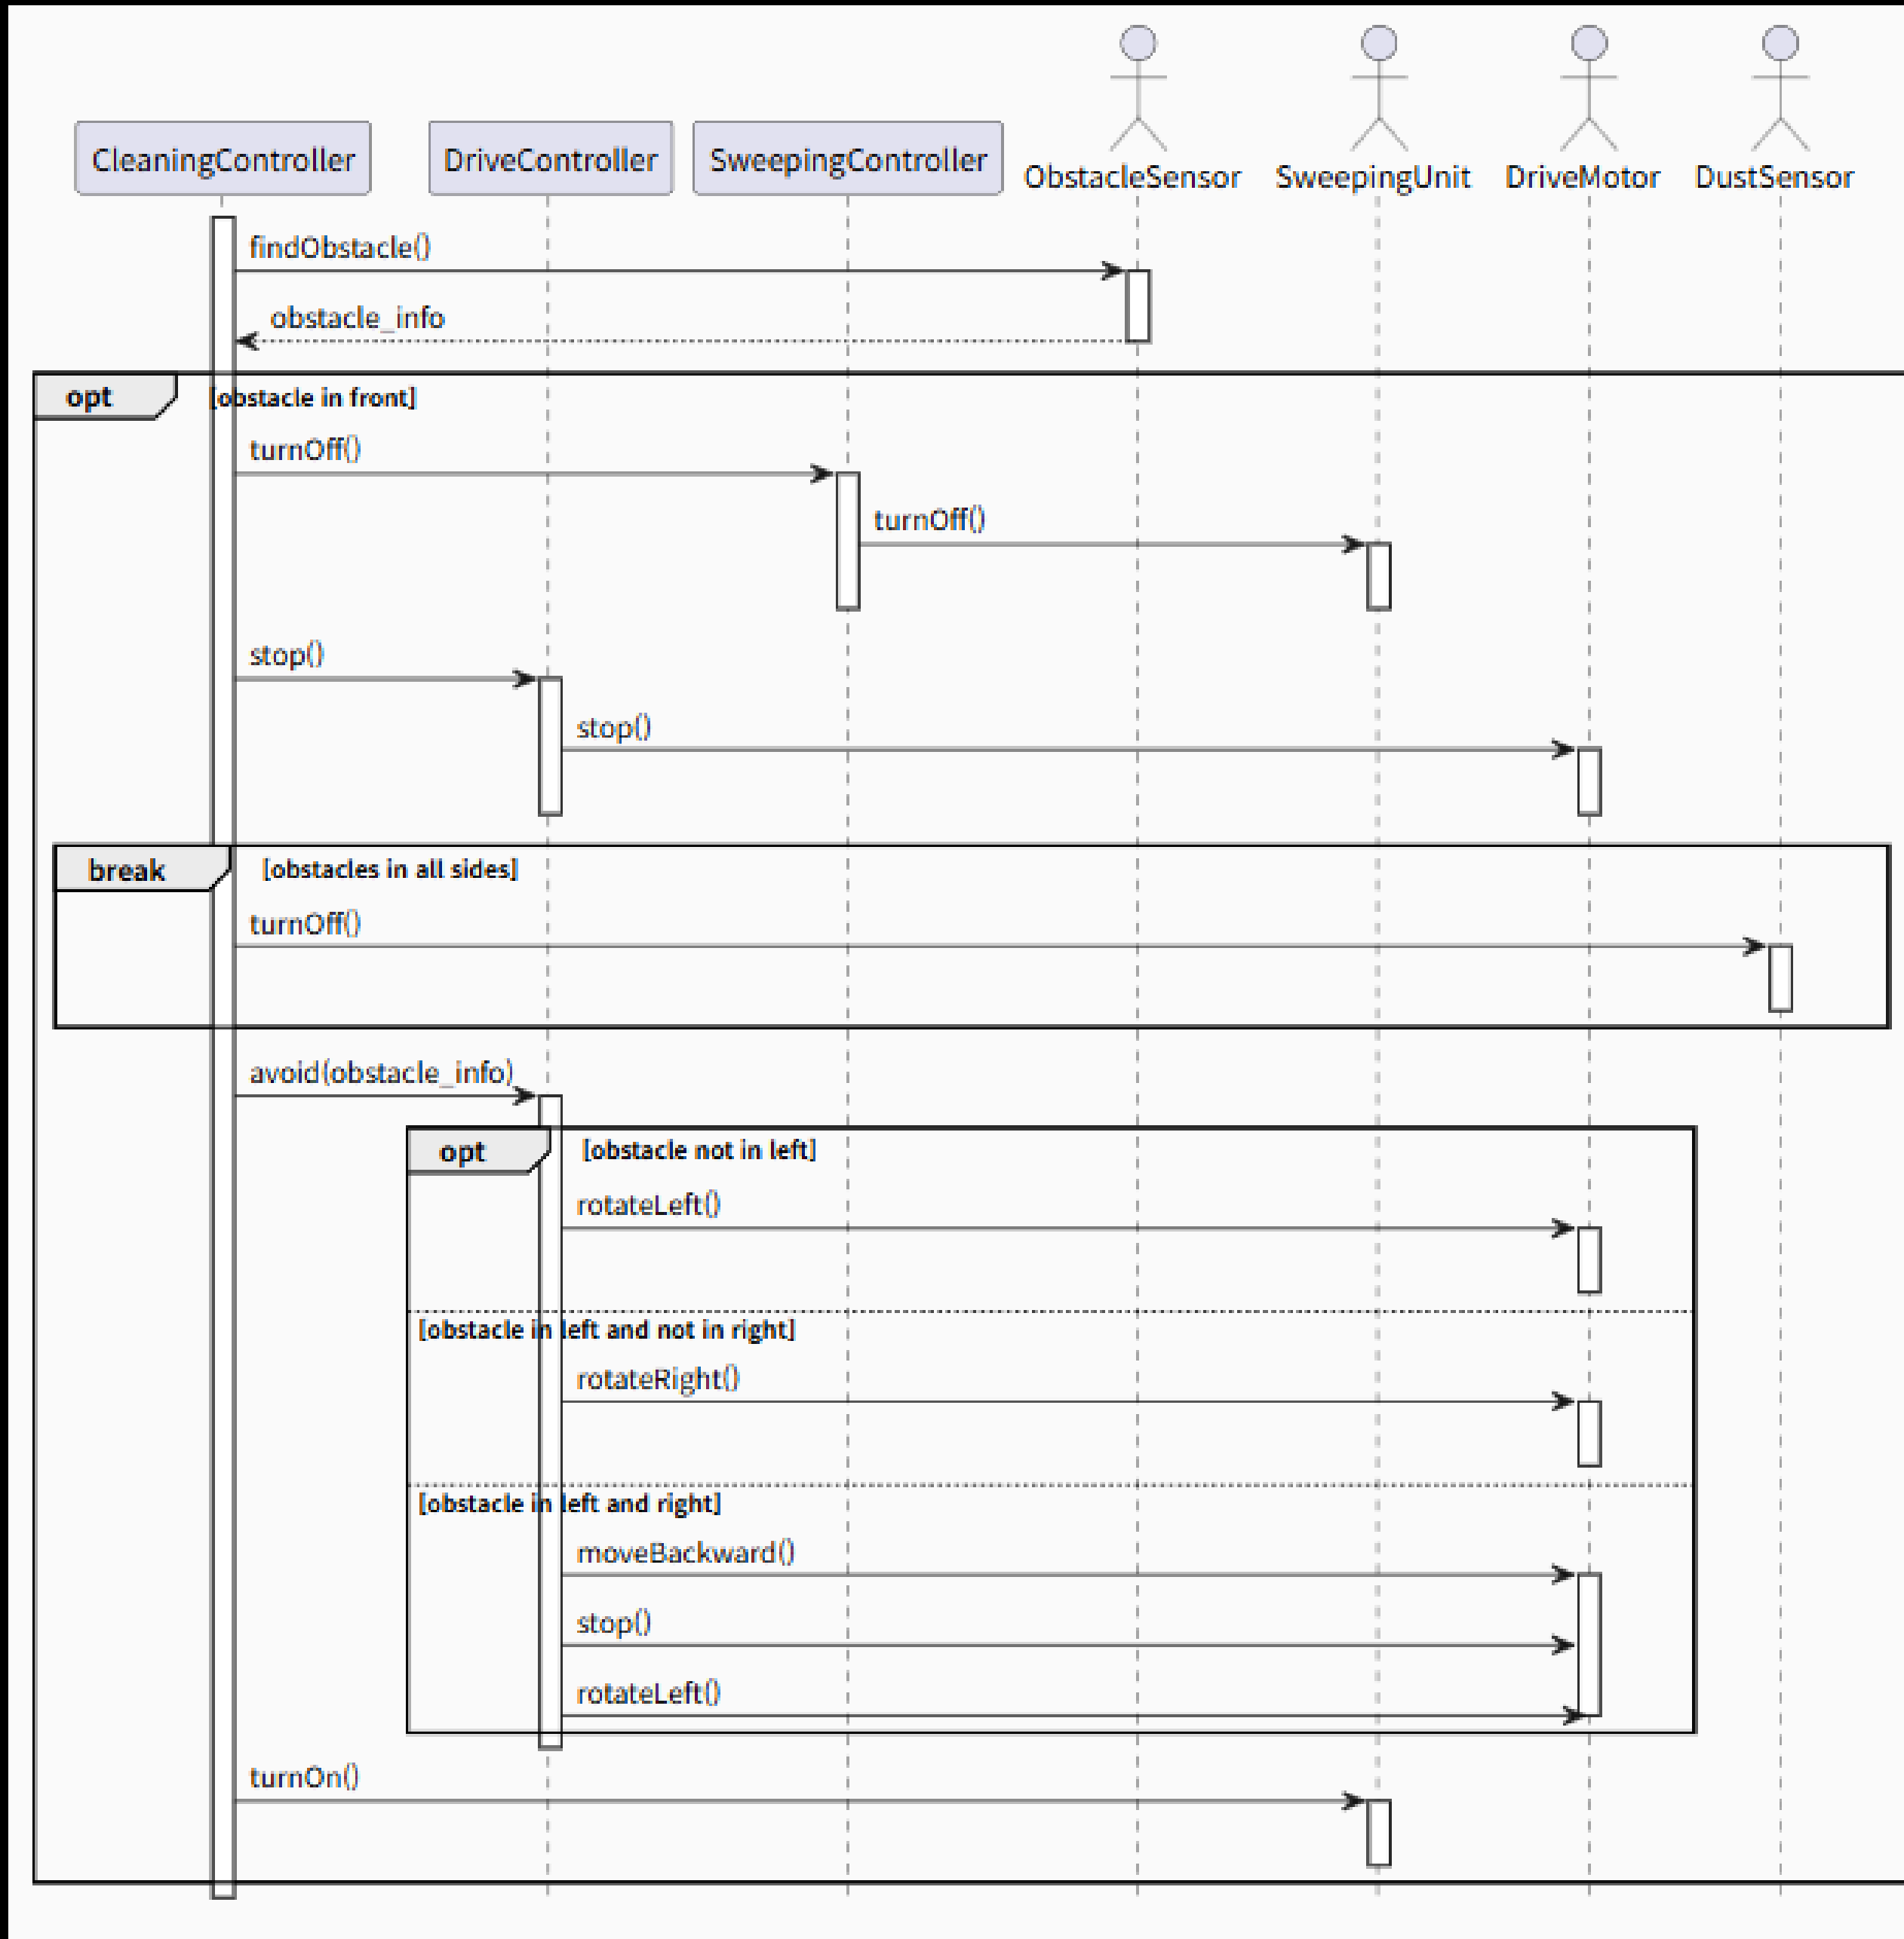 CleaningController
DriveController
SweepingController
ObstacleSensor
SweepingUnit
DriveMotor
DustSensor
findObstacle()
obstacle_info
opt
[obstacle in front]
turnOff()
turnOff()
stop()
stop()
break
[obstacles in all sides]
turnOff()
avoid(obstacle_info)
opt
[obstacle not in left]
rotateLeft()
[obstacle in left and not in right]
rotateRight()
[obstacle in left and right]
moveBackward()
stop()
rotateLeft()
turnOn()